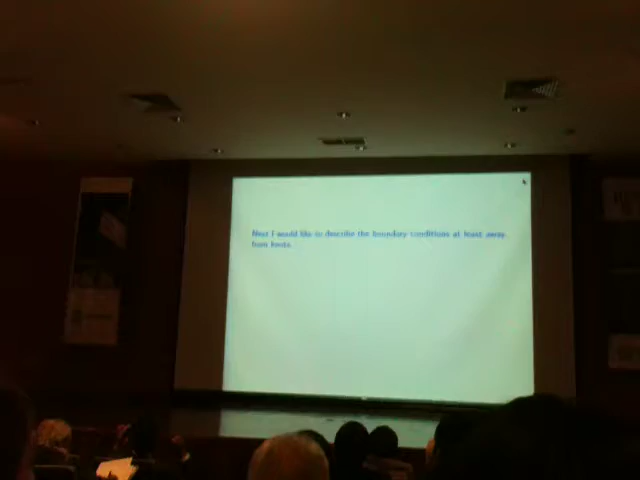 Next I would like to describe the boundary conditions at least away
from knots.